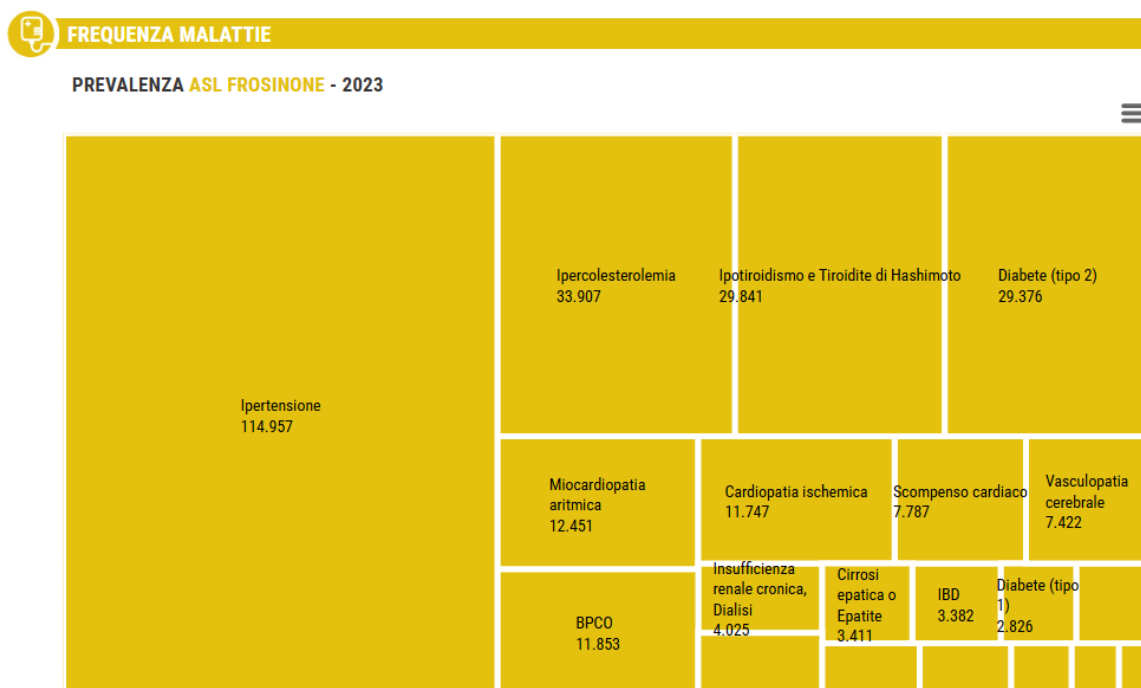 FREQUENZA MALATTIE
PREVALENZA ASL FROSINONE - 2023
Ipertensione
114.957
Ipercolesterolemia
33.907
Ipotiroidismo e Tiroidite di Hashimoto
29.841
Diabete (tipo 2)
29.376
Miocardiopatia
aritmica
12.451
Cardiopatia ischemica
11.747
Scompenso cardiaco
7.787
Vasculopatia
cerebrale
7.422
BPCO
11.853
Insufficienza
renale cronica,
Dialisi
4.025
Cirrosi
epatica o
Epatite
3.411
IBD
3.382
Diabete (tipo
1)
2.826